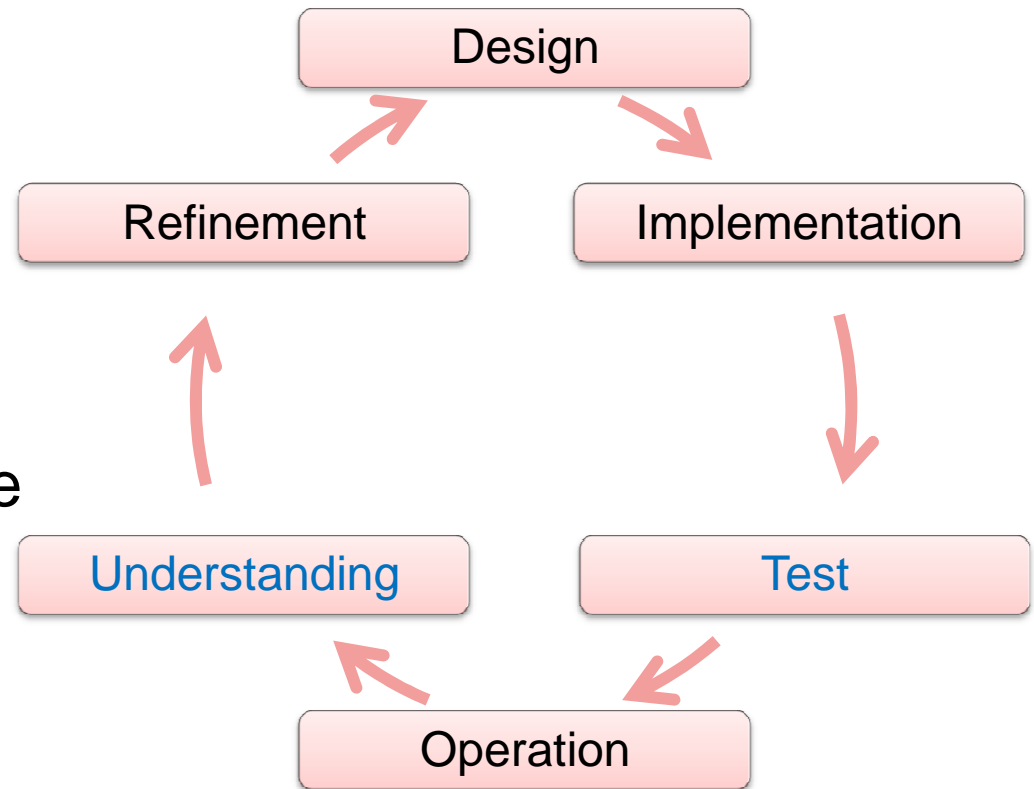 Design
Refinement
Implementation
Understanding
Test
Operation